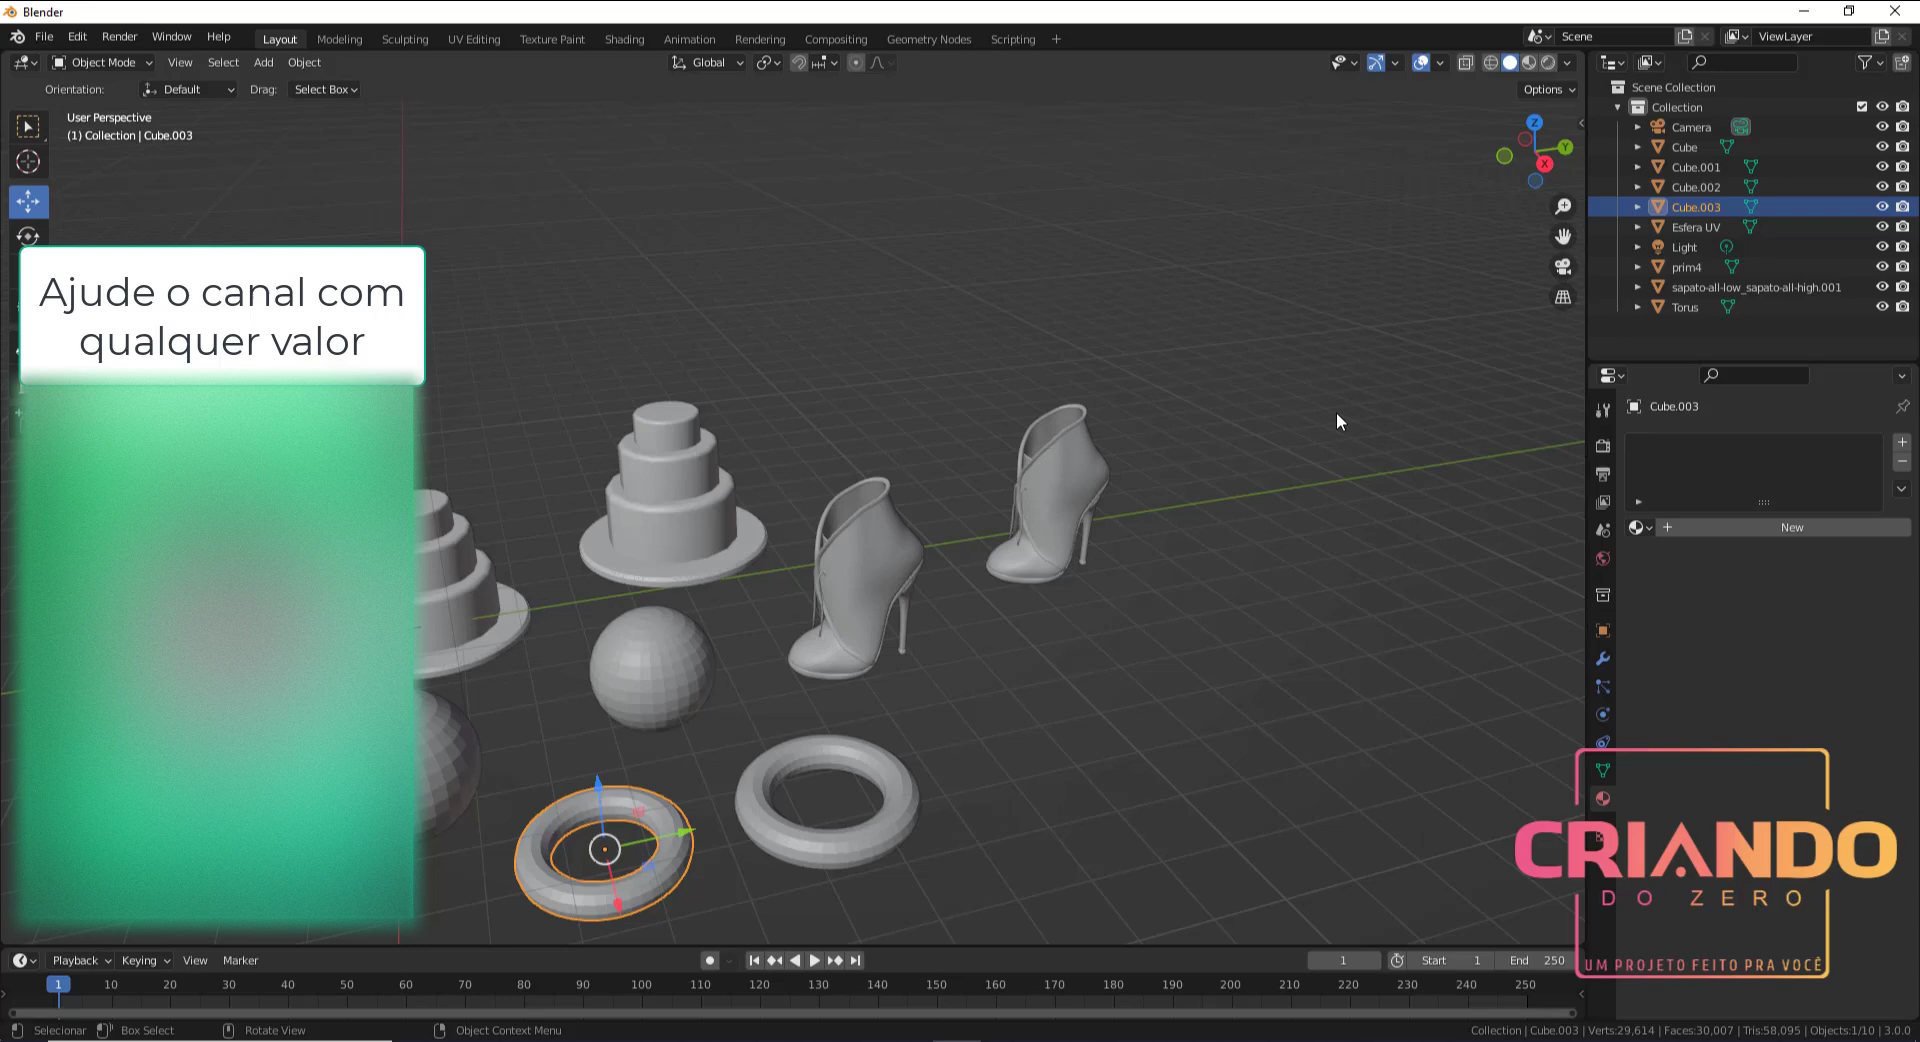 Blender
File Edit Render Window Help Layout Modeling Sculpting UV Editing Texture Paint Shading Animation Rendering Compositing Geometry Nodes Scripting + Scene ViewLayer
Object Mode View Select Add Object Global
Orientation: Default Drag: Select Box Options
User Perspective
(1) Collection | Cube.003
Z
Y
X
Scene Collection
Collection
Camera
Cube
Cube.001
Cube.002
Cube.003
Esfera UV
Light
prim4
sapato-all-low_sapato-all-high.001
Torus
Cube.003
New
Ajude o canal com
qualquer valor
CRIANDO
DO ZERO
UM PROJETO FEITO PRA VOCÊ
Playback Keying View Marker 1 Start 1 End 250
1 10 20 30 40 50 60 70 80 90 100 110 120 130 140 150 160 170 180 190 200 210 220 230 240 250
Selecionar Box Select Rotate View Object Context Menu Collection | Cube.003 | Verts:29,614 | Faces:30,007 | Tris:58,095 | Objects:1/10 | 3.0.0